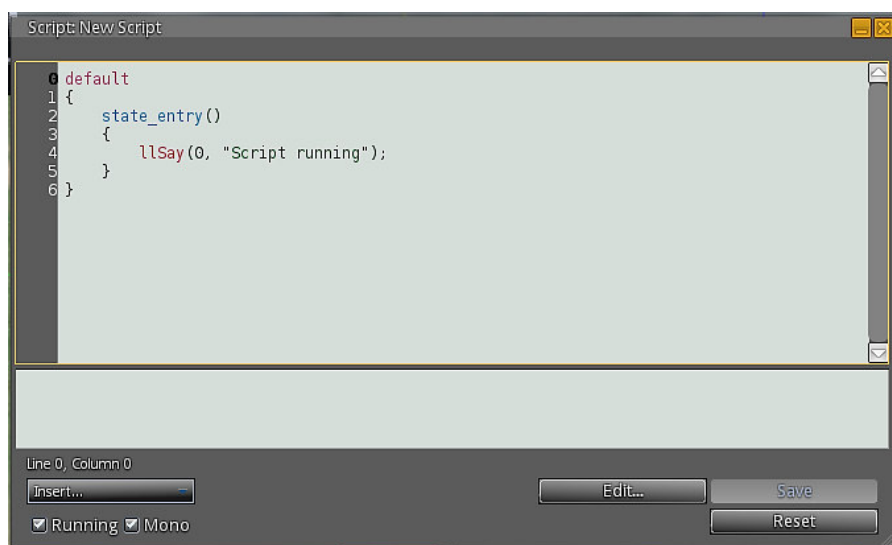 Script: New Script
0 default
1 {
2     state_entry()
3     {
4         llSay(0, "Script running");
5     }
6 }
Line 0, Column 0
Insert...
Edit...
Save
Running
Mono
Reset